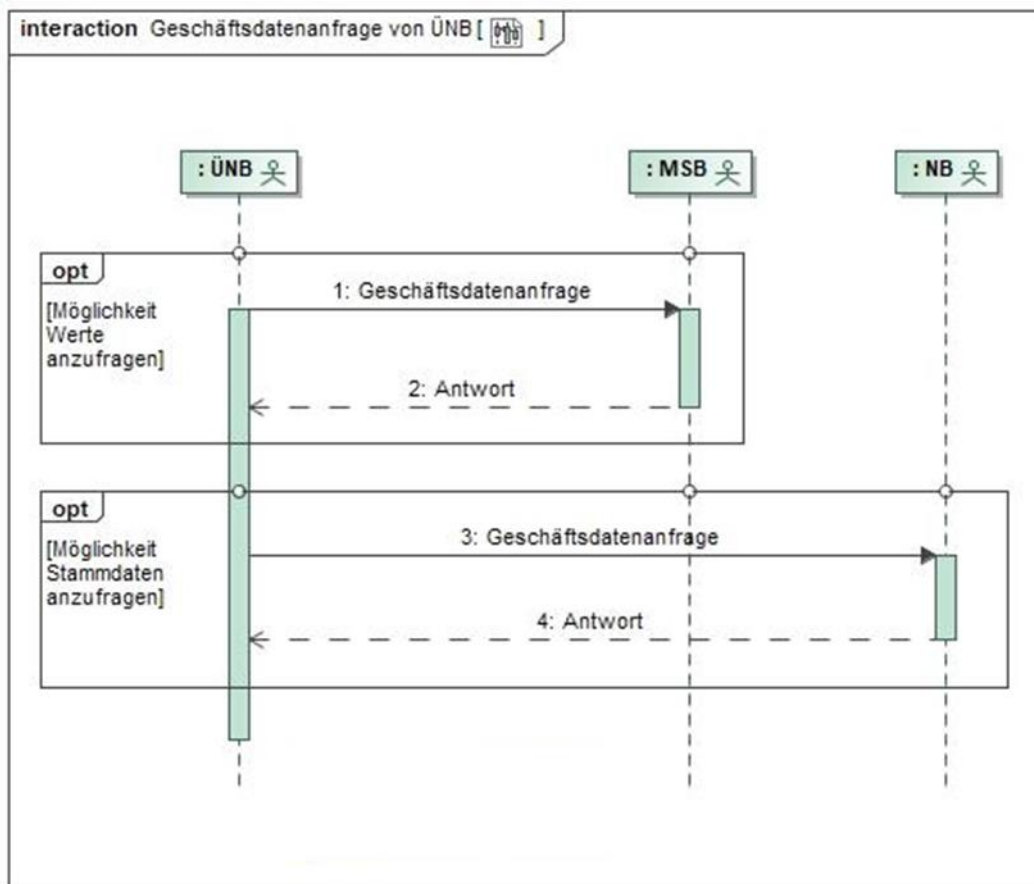 interaction Geschäftsdatenanfrage von ÜNB [ ]
: ÜNB
: MSB
: NB
opt
[Möglichkeit
Werte
anzufragen]
1: Geschäftsdatenanfrage
2: Antwort
opt
[Möglichkeit
Stammdaten
anzufragen]
3: Geschäftsdatenanfrage
4: Antwort